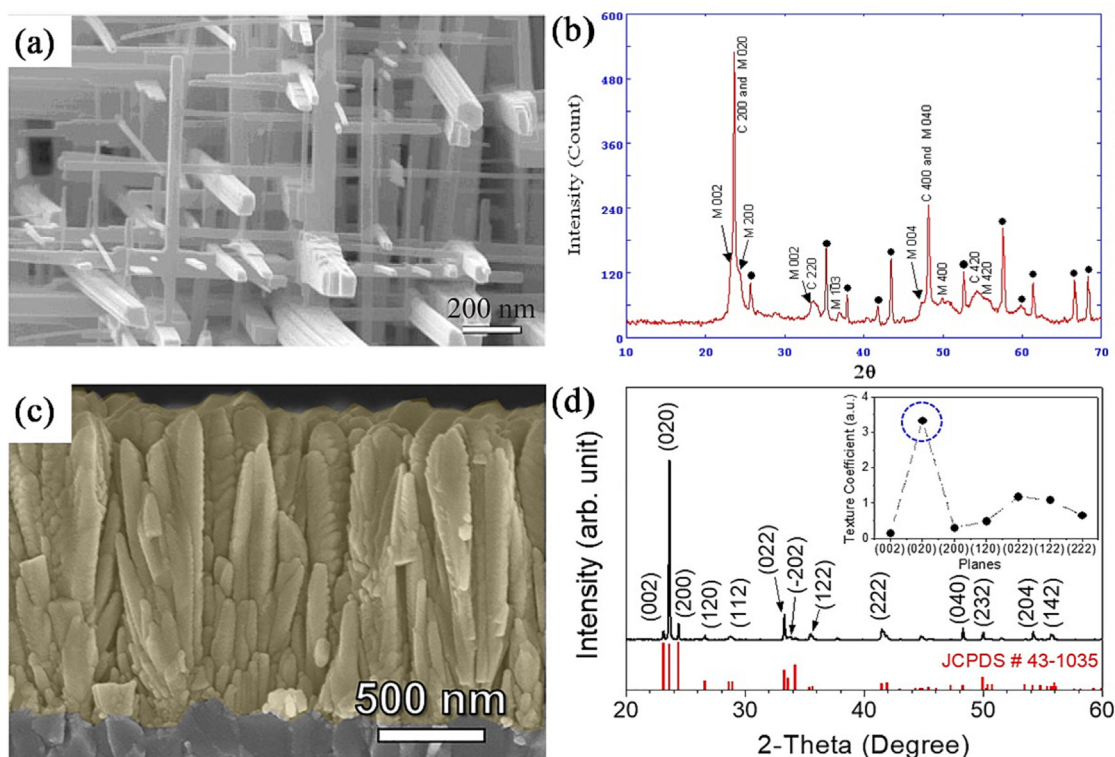 (a)
200 nm
(b)
600
480
360
240
120
0
Intensity (Count)
M 002
C 200 and M 020
M 200
M 002
C 220
M 103
M 004
C 400 and M 040
M 400
C 420
M 420
10 20 30 40 50 60 70
2θ
(c)
500 nm
(d)
Intensity (arb. unit)
(002)
(020)
(200)
(120)
(112)
(022)
(-202)
(122)
(222)
(040)
(232)
(204)
(142)
JCPDS # 43-1035
20 30 40 50 60
2-Theta (Degree)
Texture Coefficient (a.u.)
4
3
2
1
0
(002) (020) (200) (120) (022) (122) (222)
Planes